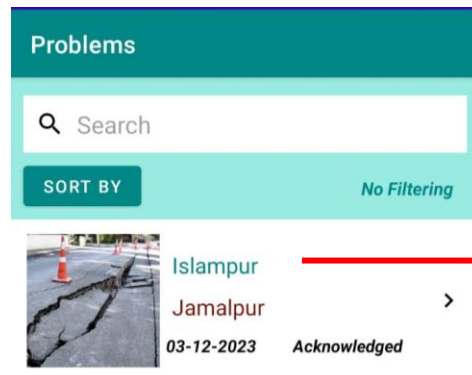 Problems
Search
SORT BY
No Filtering
Islampur
Jamalpur
03-12-2023 Acknowledged